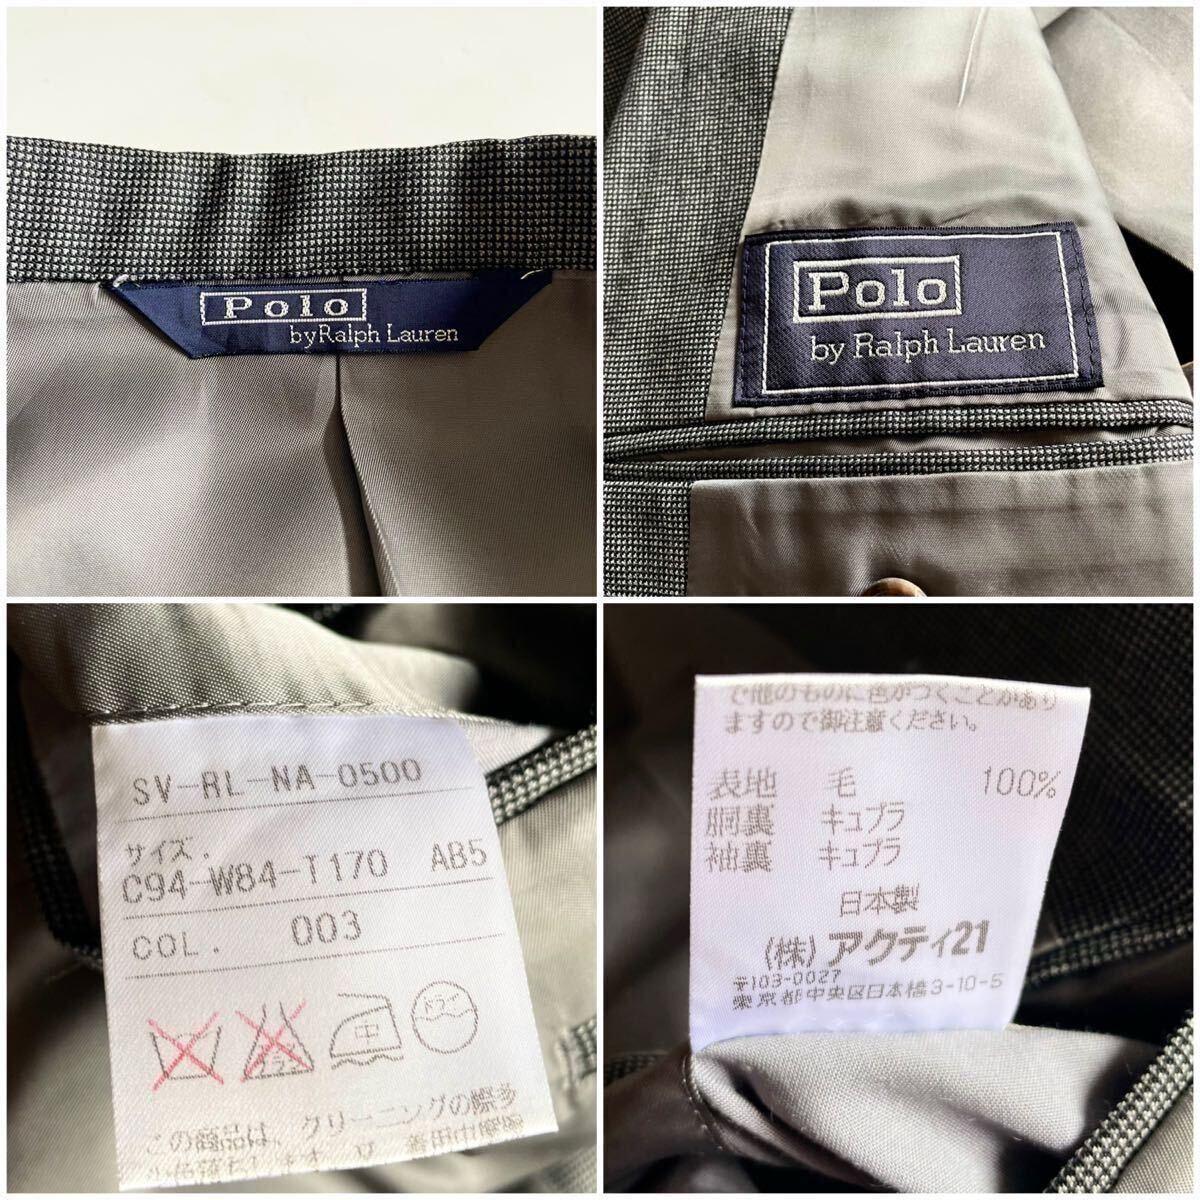 Polo
by Ralph Lauren
Polo
by Ralph Lauren
SV-RL-NA-0500
サイズ.
C94-W84-T170 AB5
COL. 003
中
ドライ
この商品は、クリーニングの際多
で他のものに色がつくことがあり
ますので御注意ください。
表地 毛 100%
胴裏 キュプラ
袖裏 キュプラ
日本製
(株) アクティ21
〒103-0027
東京都中央区日本橋3-10-5